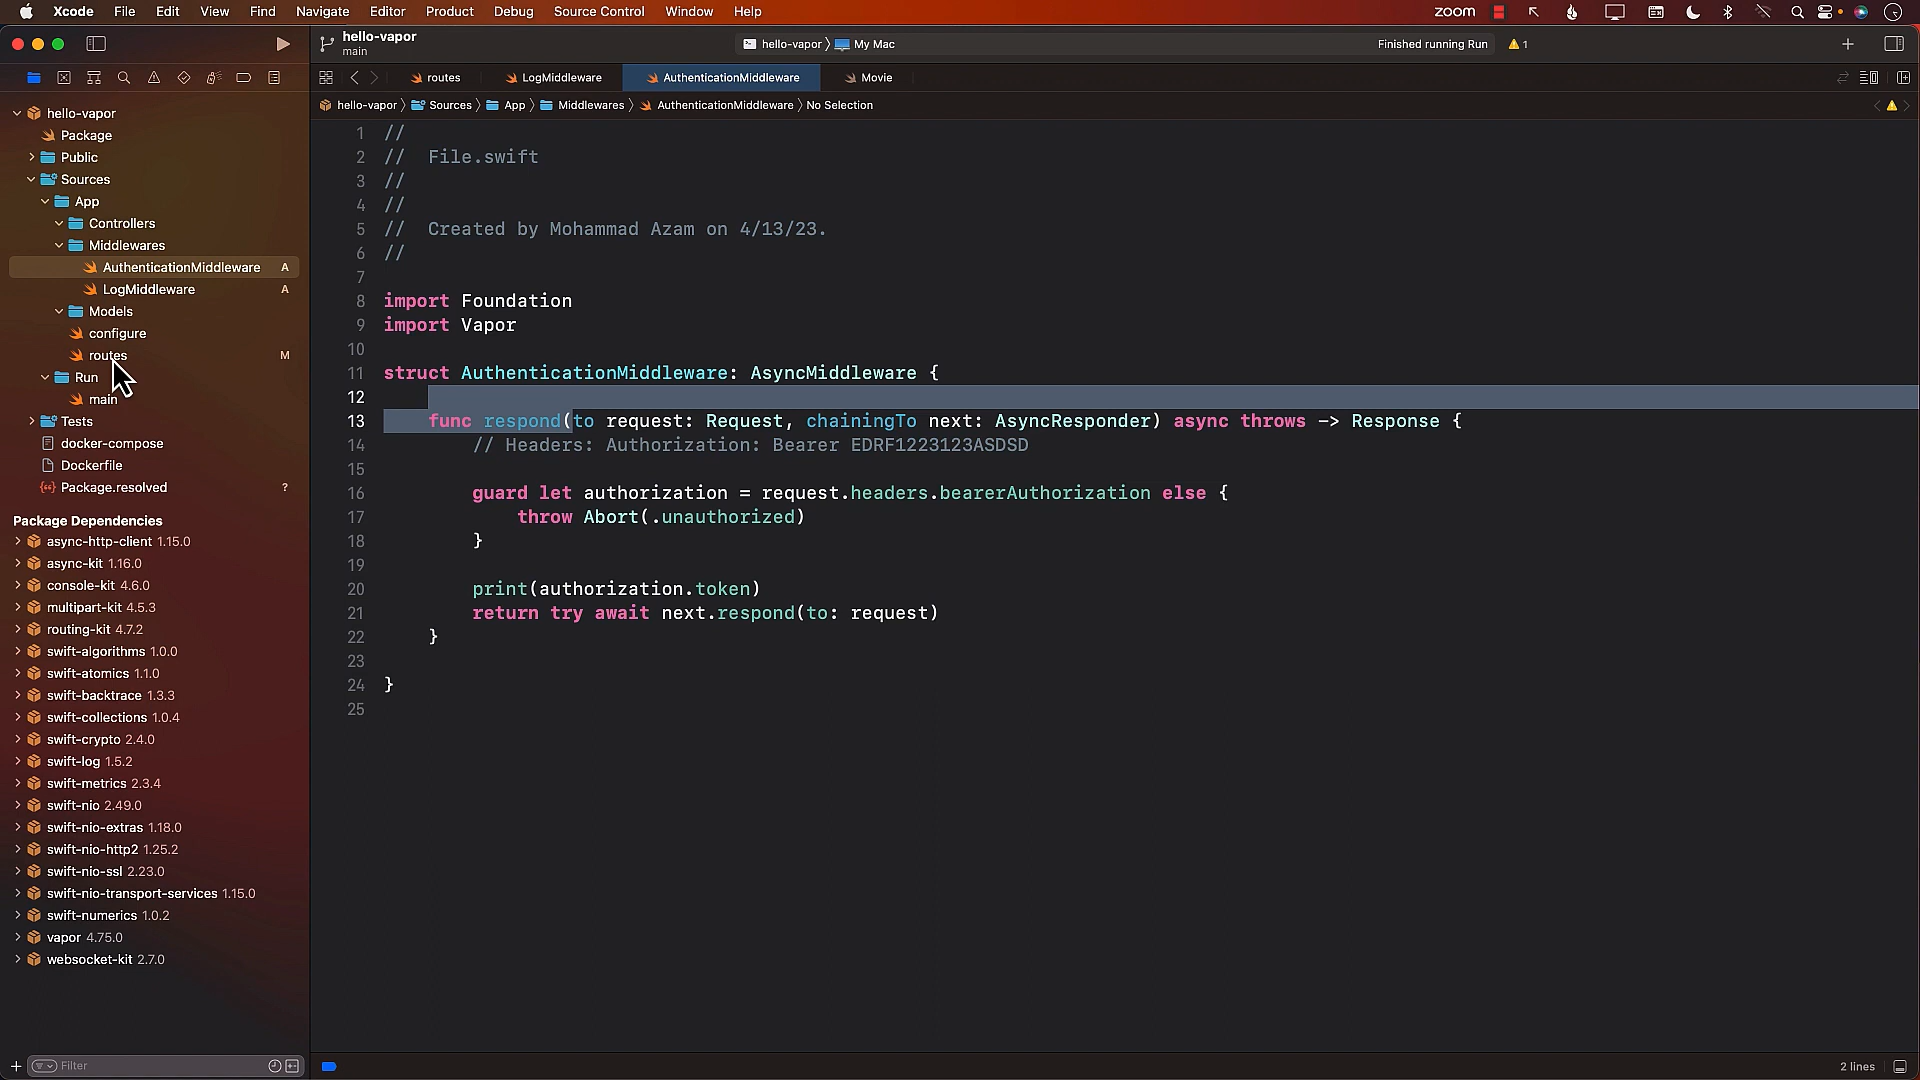 Xcode File Edit View Find Navigate Editor Product Debug Source Control Window Help zoom
hello-vapor
main
hello-vapor 〉 My Mac
Finished running Run
1
routes
LogMiddleware
AuthenticationMiddleware
Movie
hello-vapor 〉 Sources 〉 App 〉 Middlewares 〉 AuthenticationMiddleware 〉 No Selection
hello-vapor
Package
Public
Sources
App
Controllers
Middlewares
AuthenticationMiddleware A
LogMiddleware A
Models
configure
routes M
Run
main
Tests
docker-compose
Dockerfile
Package.resolved ?
Package Dependencies
async-http-client 1.15.0
async-kit 1.16.0
console-kit 4.6.0
multipart-kit 4.5.3
routing-kit 4.7.2
swift-algorithms 1.0.0
swift-atomics 1.1.0
swift-backtrace 1.3.3
swift-collections 1.0.4
swift-crypto 2.4.0
swift-log 1.5.2
swift-metrics 2.3.4
swift-nio 2.49.0
swift-nio-extras 1.18.0
swift-nio-http2 1.25.2
swift-nio-ssl 2.23.0
swift-nio-transport-services 1.15.0
swift-numerics 1.0.2
vapor 4.75.0
websocket-kit 2.7.0
Filter
1 //
2 //  File.swift
3 //
4 //
5 //  Created by Mohammad Azam on 4/13/23.
6 //
7
8 import Foundation
9 import Vapor
10
11 struct AuthenticationMiddleware: AsyncMiddleware {
12
13     func respond(to request: Request, chainingTo next: AsyncResponder) async throws -> Response {
14         // Headers: Authorization: Bearer EDRF1223123ASDSD
15
16         guard let authorization = request.headers.bearerAuthorization else {
17             throw Abort(.unauthorized)
18         }
19
20         print(authorization.token)
21         return try await next.respond(to: request)
22     }
23
24 }
25
2 lines